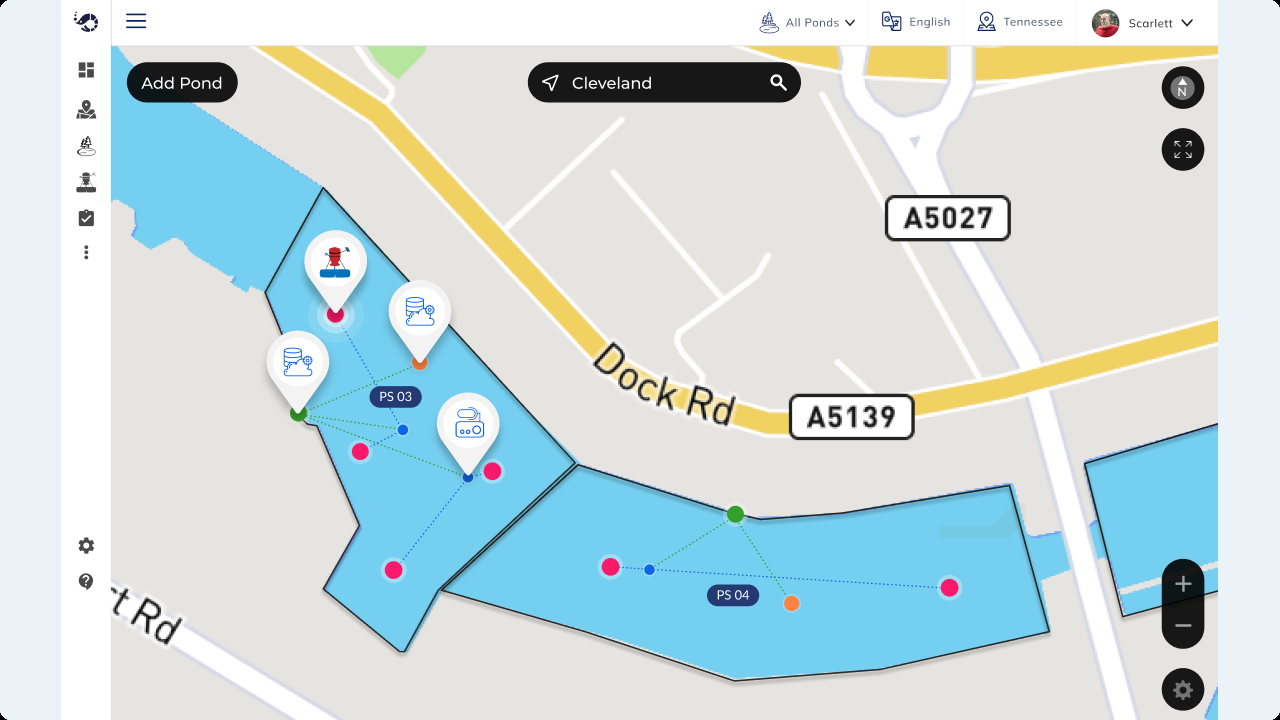 All Ponds
English
Tennessee
Scarlett
Add Pond
Cleveland
N
A5027
PS 03
Dock Rd
A5139
PS 04
t Rd